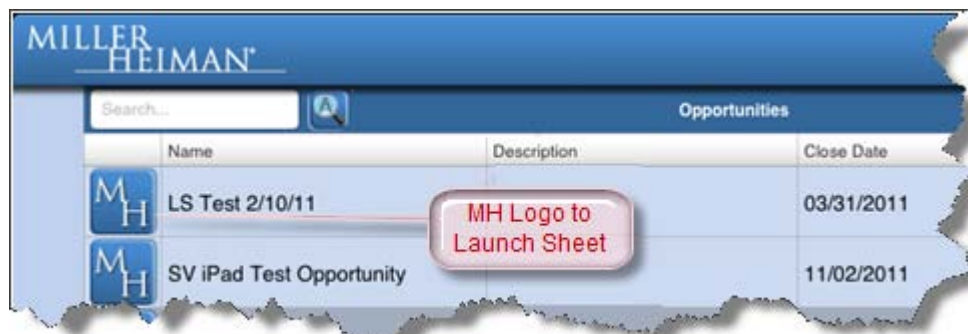 MILLER
HEIMAN®
Search...
A
Opportunities
Name Description Close Date
MH LS Test 2/10/11 03/31/2011
MH Logo to
Launch Sheet
MH SV iPad Test Opportunity 11/02/2011